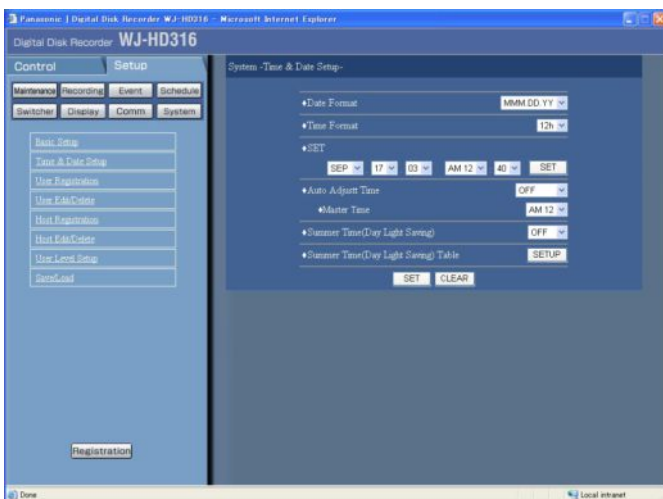 Panasonic | Digital Disk Recorder WJ-HD316 - Microsoft Internet Explorer
Digital Disk Recorder WJ-HD316
Control Setup
Maintenance Recording Event Schedule
Switcher Display Comm System
Basic Setup
Time & Date Setup
User Registration
User Edit/Delete
Host Registration
Host Edit/Delete
User Level Setup
Save/Load
Registration
System -Time & Date Setup-
♦Date Format MMM.DD.YY
♦Time Format 12h
♦SET
SEP 17 03 AM 12 40 SET
♦Auto Adjustt Time OFF
♦Master Time AM 12
♦Summer Time(Day Light Saving) OFF
♦Summer Time(Day Light Saving) Table SETUP
SET CLEAR
Done Local intranet